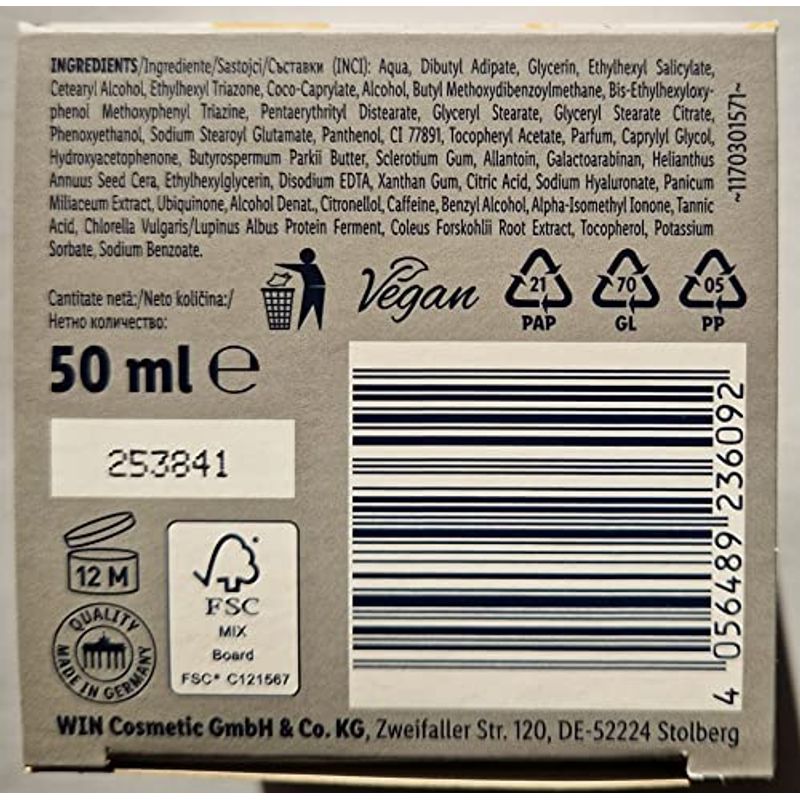 INGREDIENTS/Ingrediente/Sastojci/Съставки (INCI): Aqua, Dibutyl Adipate, Glycerin, Ethylhexyl Salicylate,
Cetearyl Alcohol, Ethylhexyl Triazone, Coco-Caprylate, Alcohol, Butyl Methoxydibenzoylmethane, Bis-Ethylhexyloxy-
phenol Methoxyphenyl Triazine, Pentaerythrityl Distearate, Glyceryl Stearate, Glyceryl Stearate Citrate,
Phenoxyethanol, Sodium Stearoyl Glutamate, Panthenol, CI 77891, Tocopheryl Acetate, Parfum, Caprylyl Glycol,
Hydroxyacetophenone, Butyrospermum Parkii Butter, Sclerotium Gum, Allantoin, Galactoarabinan, Helianthus
Annuus Seed Cera, Ethylhexylglycerin, Disodium EDTA, Xanthan Gum, Citric Acid, Sodium Hyaluronate, Panicum
Miliaceum Extract, Ubiquinone, Alcohol Denat., Citronellol, Caffeine, Benzyl Alcohol, Alpha-Isomethyl Ionone, Tannic
Acid, Chlorella Vulgaris/Lupinus Albus Protein Ferment, Coleus Forskohlii Root Extract, Tocopherol, Potassium
Sorbate, Sodium Benzoate.
~1170301571~
Cantitate netă:/Neto količina:/
Нетно количество:
50 ml e
Vegan
21
PAP
70
GL
05
PP
253841
12 M
QUALITY
MADE IN GERMANY
FSC
MIX
Board
FSC® C121567
4 056489 236092
WIN Cosmetic GmbH & Co. KG, Zweifaller Str. 120, DE-52224 Stolberg